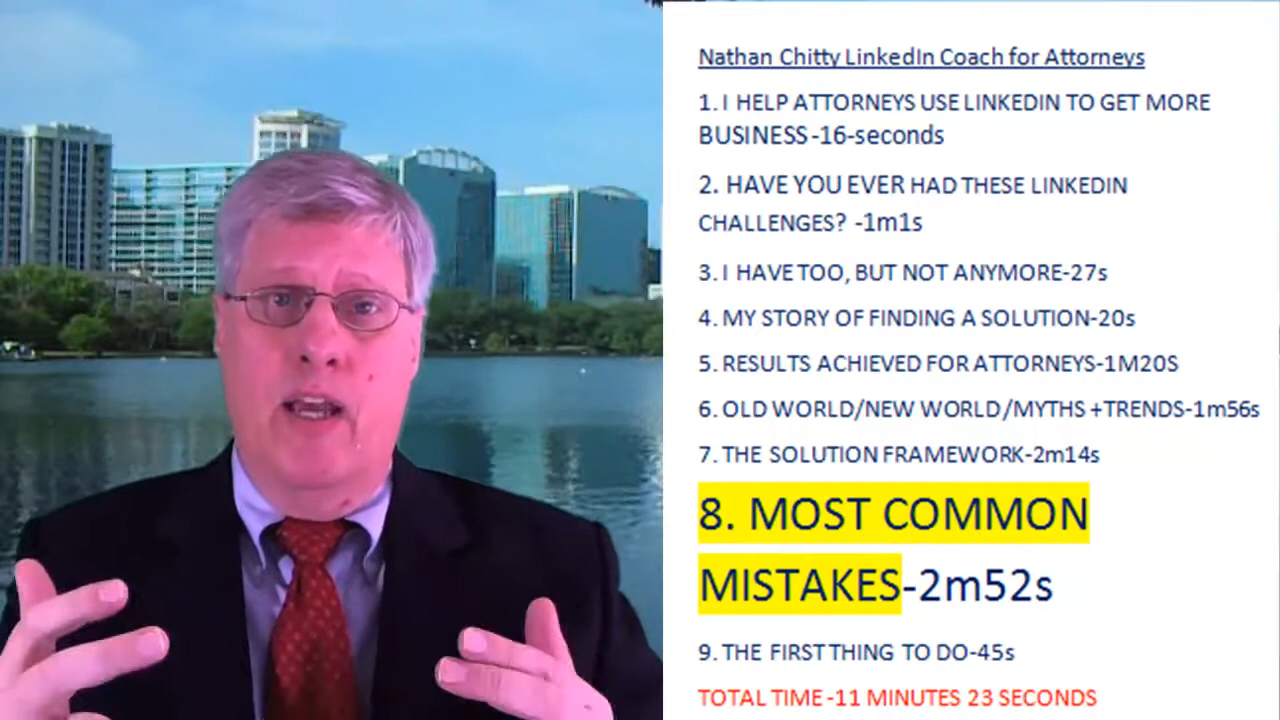 Nathan Chitty LinkedIn Coach for Attorneys
1. I HELP ATTORNEYS USE LINKEDIN TO GET MORE
BUSINESS -16-seconds
2. HAVE YOU EVER HAD THESE LINKEDIN
CHALLENGES? -1m1s
3. I HAVE TOO, BUT NOT ANYMORE-27s
4. MY STORY OF FINDING A SOLUTION-20s
5. RESULTS ACHIEVED FOR ATTORNEYS-1M20S
6. OLD WORLD/NEW WORLD/MYTHS +TRENDS-1m56s
7. THE SOLUTION FRAMEWORK-2m14s
8. MOST COMMON
MISTAKES-2m52s
9. THE FIRST THING TO DO-45s
TOTAL TIME -11 MINUTES 23 SECONDS